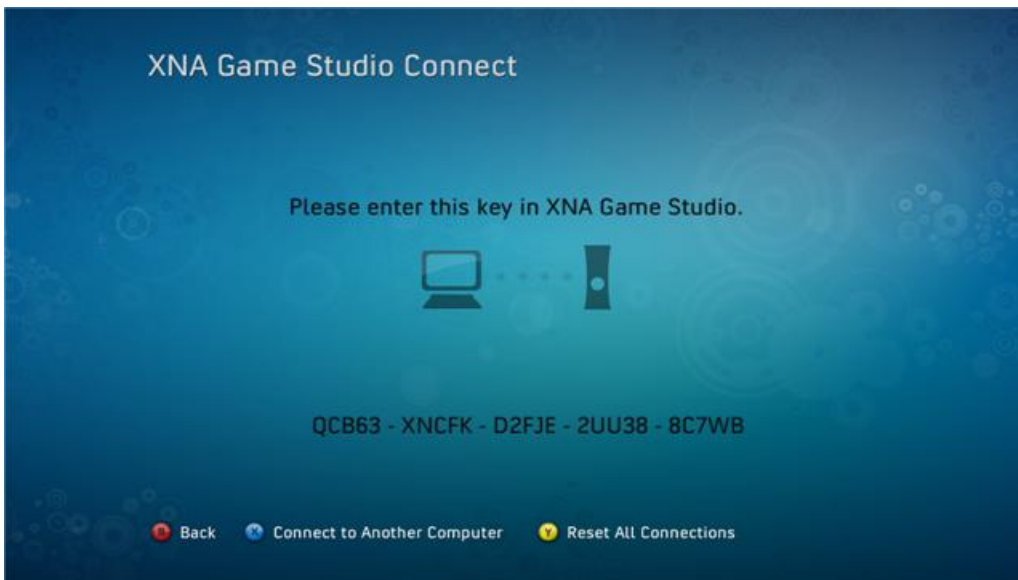 XNA Game Studio Connect
Please enter this key in XNA Game Studio.
QCB63 - XNCFK - D2FJE - 2UU38 - 8C7WB
B Back X Connect to Another Computer Y Reset All Connections